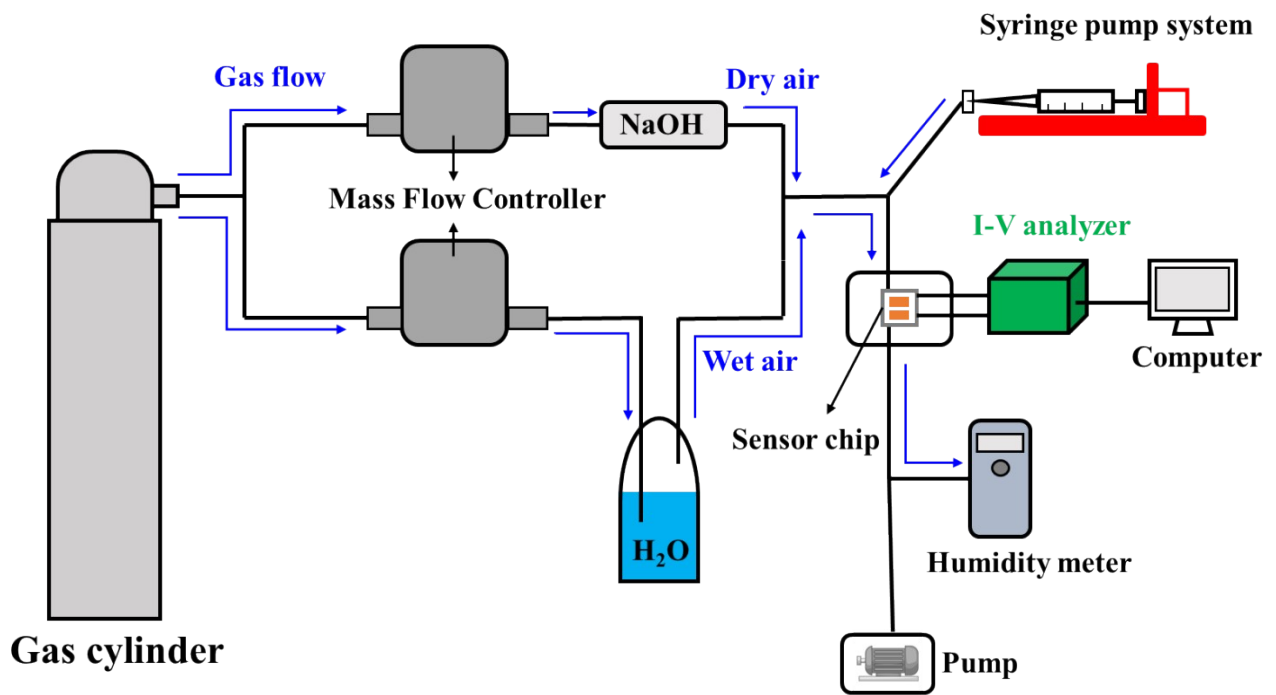 Syringe pump system
Gas flow
Dry air
NaOH
Mass Flow Controller
I-V analyzer
Wet air
Computer
Sensor chip
H₂O
Humidity meter
Gas cylinder
Pump